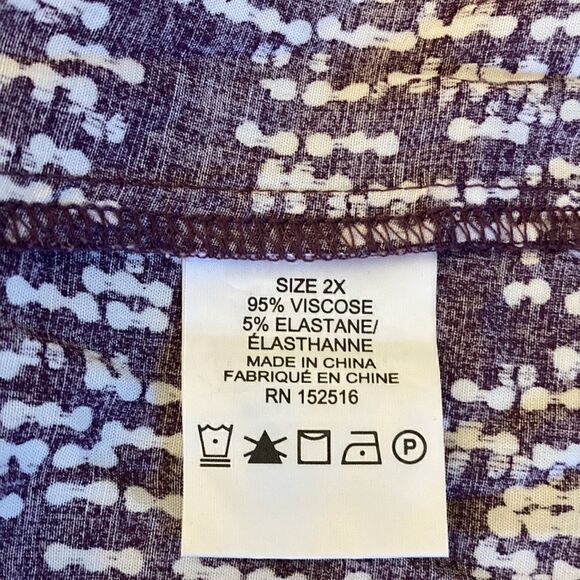 SIZE 2X
95% VISCOSE
5% ELASTANE/
ÉLASTHANNE
MADE IN CHINA
FABRIQUÉ EN CHINE
RN 152516
P